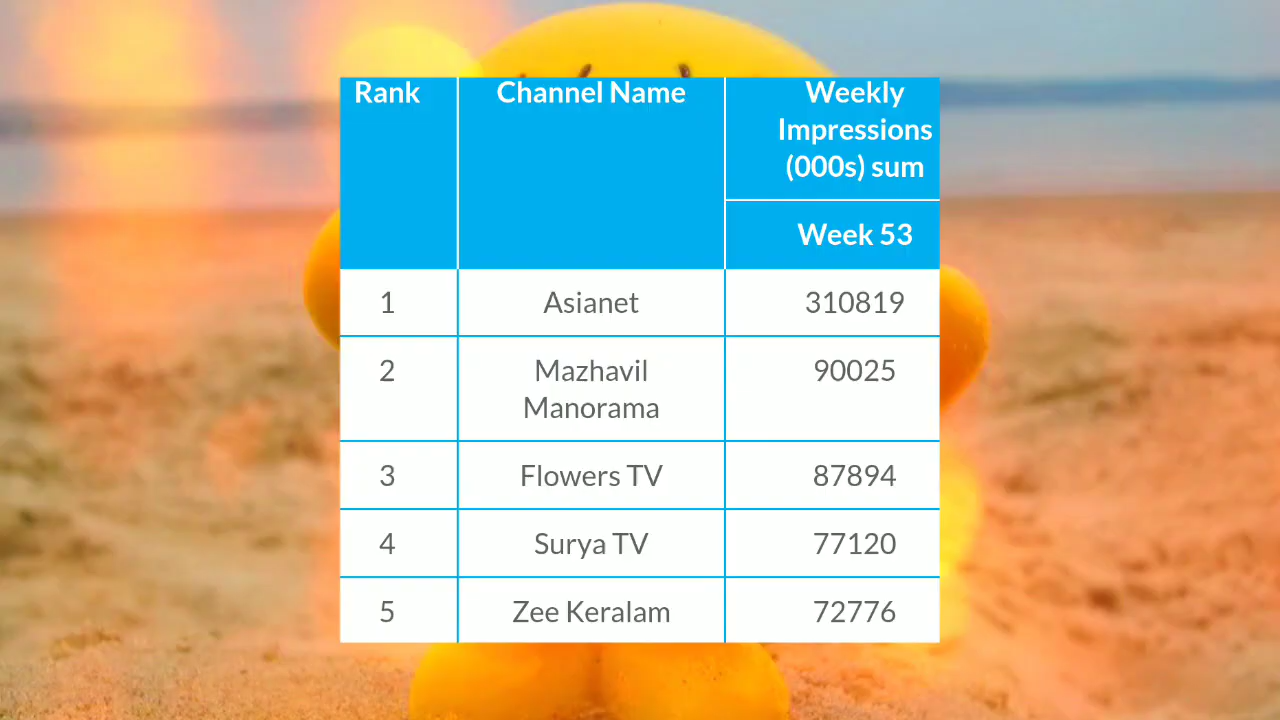 Rank Channel Name Weekly
Impressions
(000s) sum
Week 53
1 Asianet 310819
2 Mazhavil 90025
Manorama
3 Flowers TV 87894
4 Surya TV 77120
5 Zee Keralam 72776